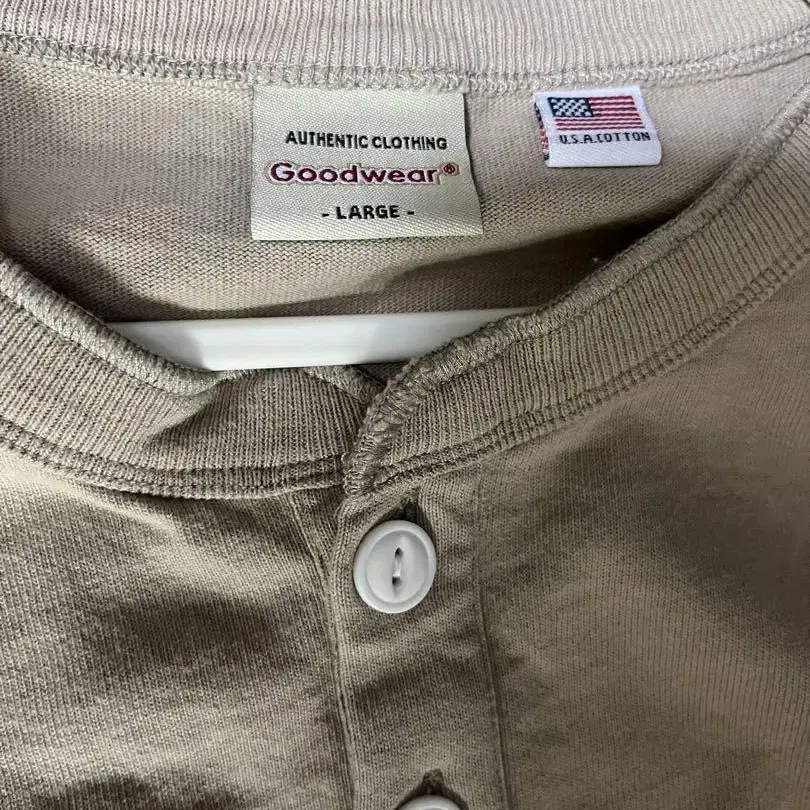 AUTHENTIC CLOTHING
Goodwear®
- LARGE -
U.S.A.COTTON